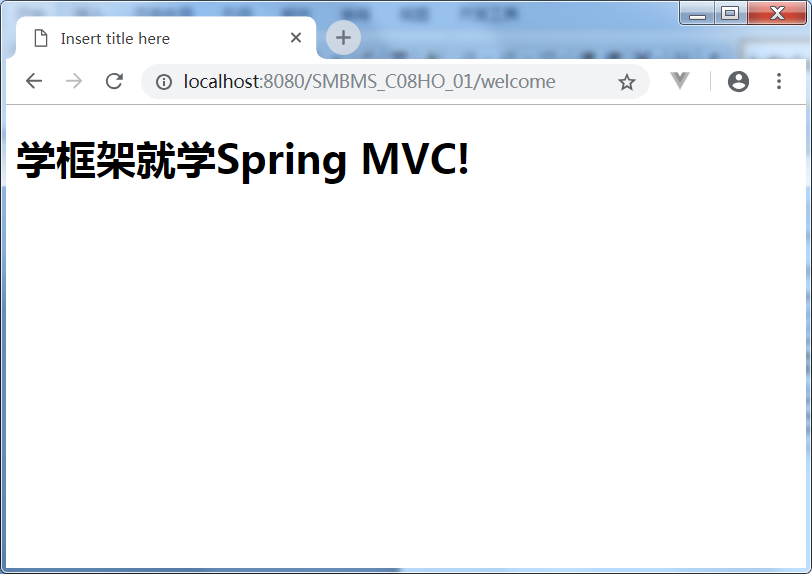 Insert title here
localhost:8080/SMBMS_C08HO_01/welcome
学框架就学Spring MVC!